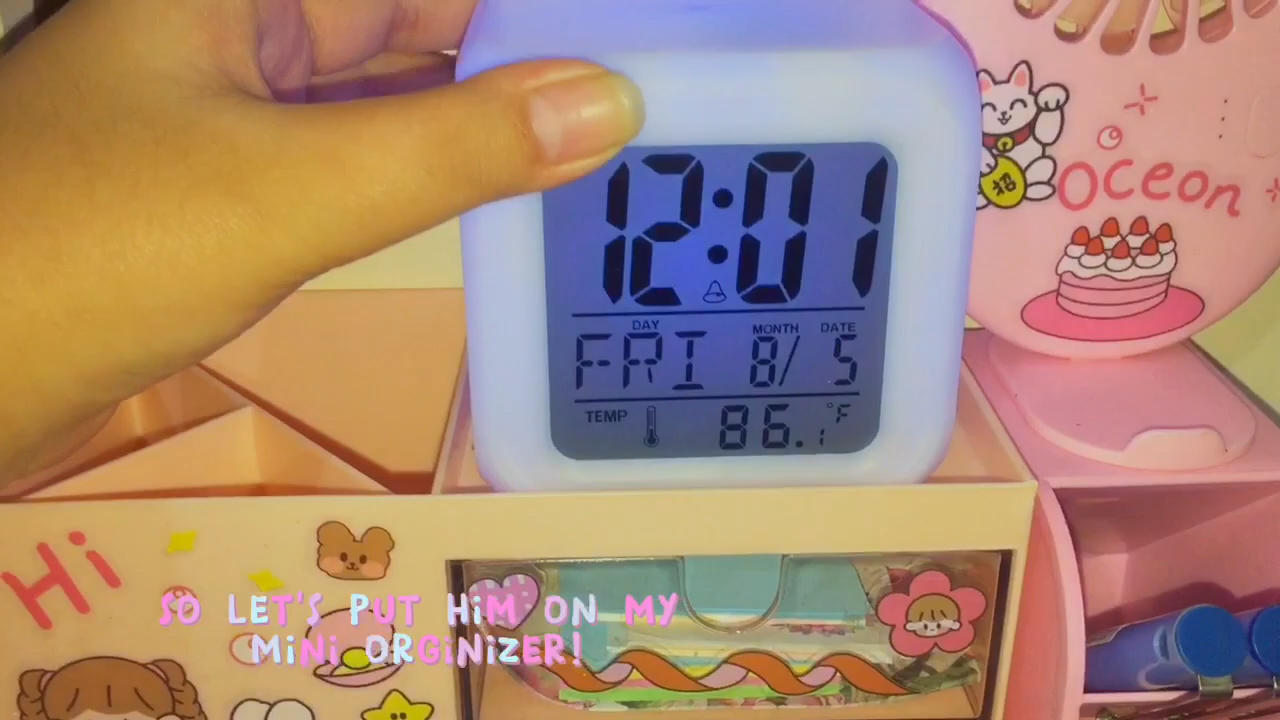 12:01
DAY MONTH DATE
FRI 8/ 5
TEMP 86.1 °F
招
Oceon
Hi
SO LET'S PUT HiM ON MY
MiNi ORGiNiZER!